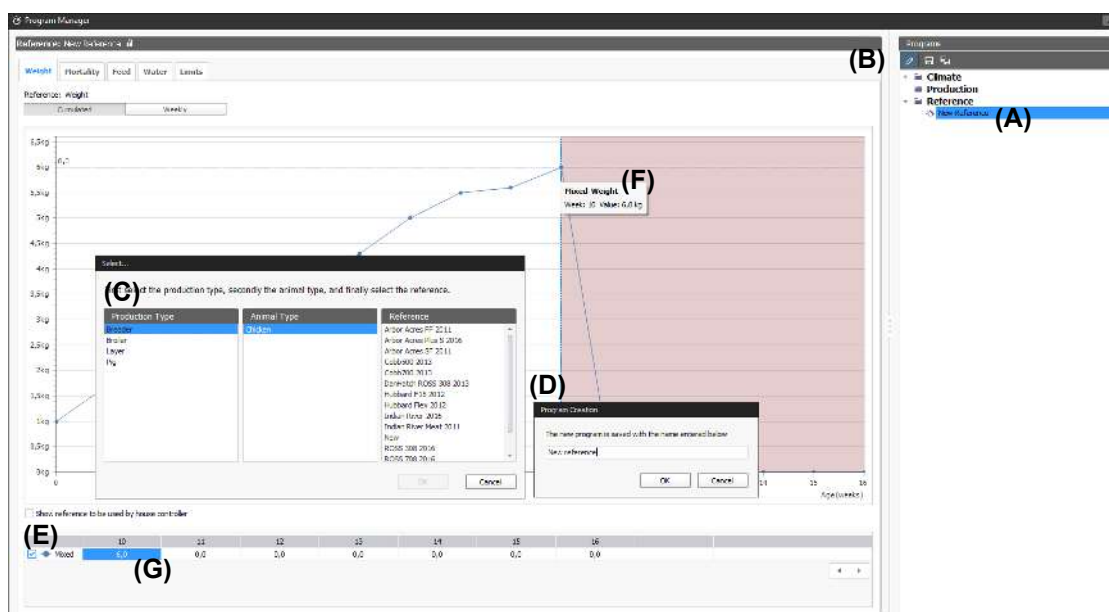 Program Manager
Reference: New Reference
Weight Mortality Feed Water Limits
Reference: Weight
Cumulated Weekly
6,5kg
6kg
6,0
5,5kg
5kg
4,5kg
4kg
3,5kg
3kg
2,5kg
2kg
1,5kg
1kg
0,5kg
0kg
0
14 15 16
Age (weeks)
Mixed Weight
Week: 10 Value: 6,0 kg
(F)
Select...
(C)
select the production type, secondly the animal type, and finally select the reference.
Production Type
Breeder
Broiler
Layer
Pig
Animal Type
Chicken
Reference
Arbor Acres FF 2011
Arbor Acres Plus S 2016
Arbor Acres SF 2011
Cobb500 2013
Cobb700 2013
DanHatch ROSS 308 2013
Hubbard F15 2012
Hubbard Flex 2012
Indian River 2016
Indian River Meat 2011
New
ROSS 308 2016
ROSS 708 2016
OK Cancel
(D)
Program Creation
The new program is saved with the name entered below
New reference
OK Cancel
Show reference to be used by house controller
(E)
10 11 12 13 14 15 16
Mixed 6,0 0,0 0,0 0,0 0,0 0,0 0,0
(G)
(B)
Programs
Climate
Production
Reference
New Reference
(A)